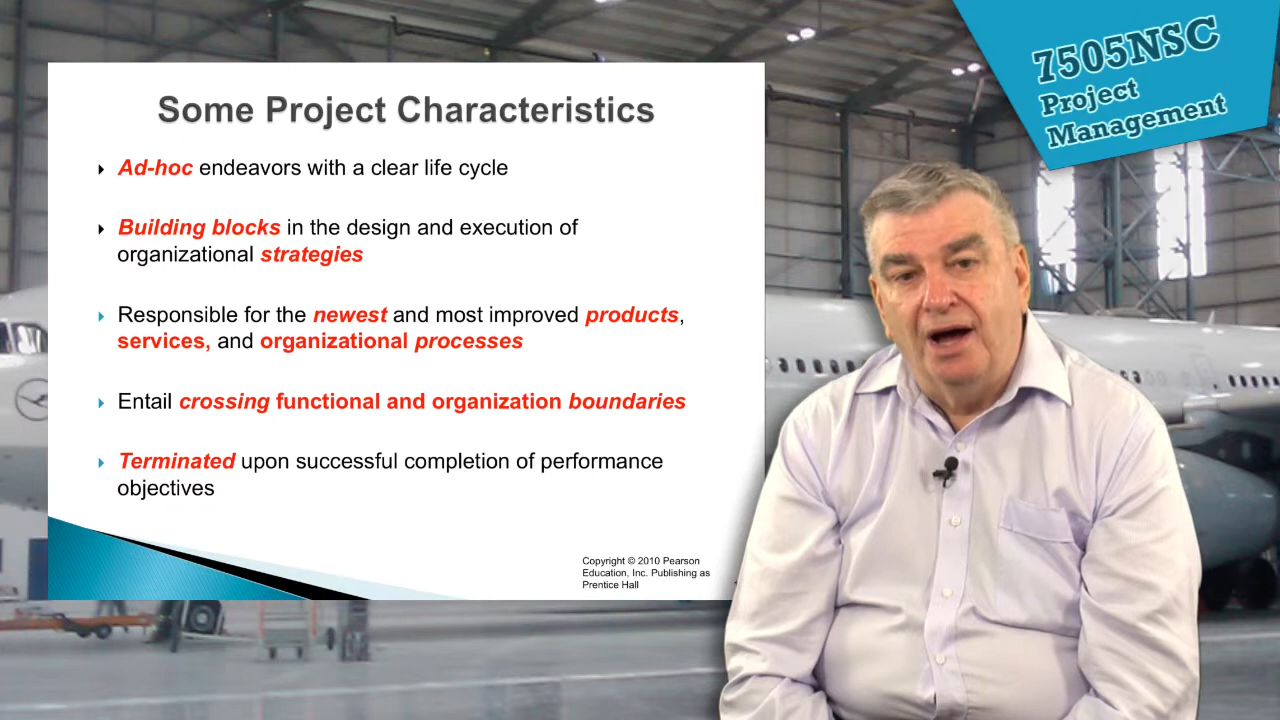 Some Project Characteristics
Ad-hoc endeavors with a clear life cycle
Building blocks in the design and execution of
organizational strategies
Responsible for the newest and most improved products,
services, and organizational processes
Entail crossing functional and organization boundaries
Terminated upon successful completion of performance
objectives
Copyright © 2010 Pearson
Education, Inc. Publishing as
Prentice Hall
7505NSC
Project
Management